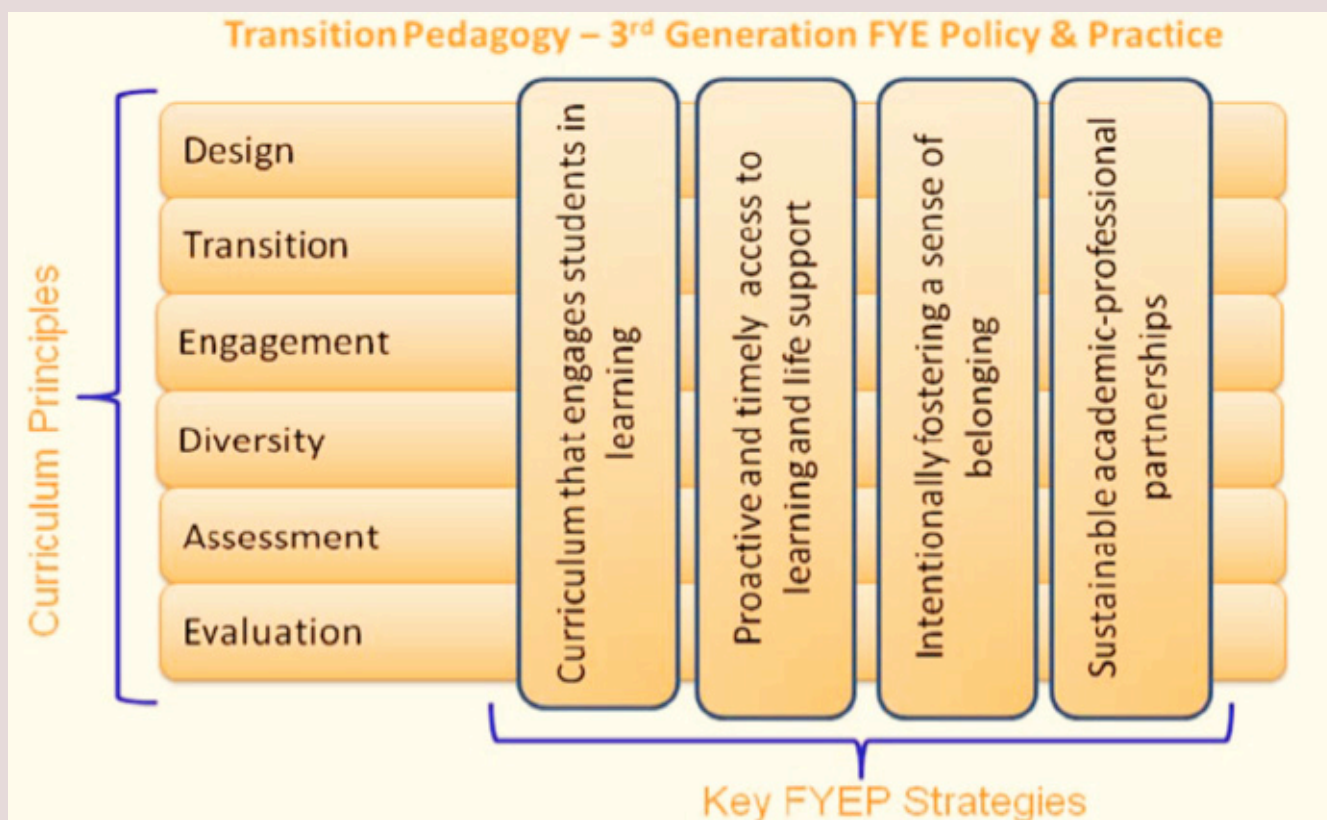 Transition Pedagogy – 3rd Generation FYE Policy & Practice
Curriculum Principles
Design
Transition
Engagement
Diversity
Assessment
Evaluation
Curriculum that engages students in
learning
Proactive and timely access to
learning and life support
Intentionally fostering a sense of
belonging
Sustainable academic-professional
partnerships
Key FYEP Strategies